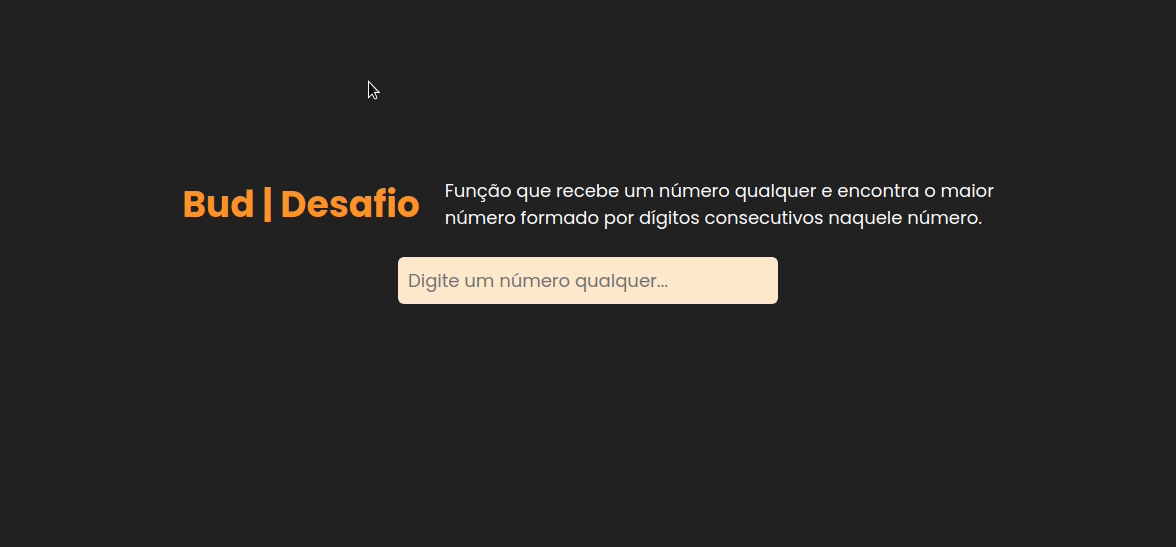 Bud | Desafio
Função que recebe um número qualquer e encontra o maior
número formado por dígitos consecutivos naquele número.
Digite um número qualquer...